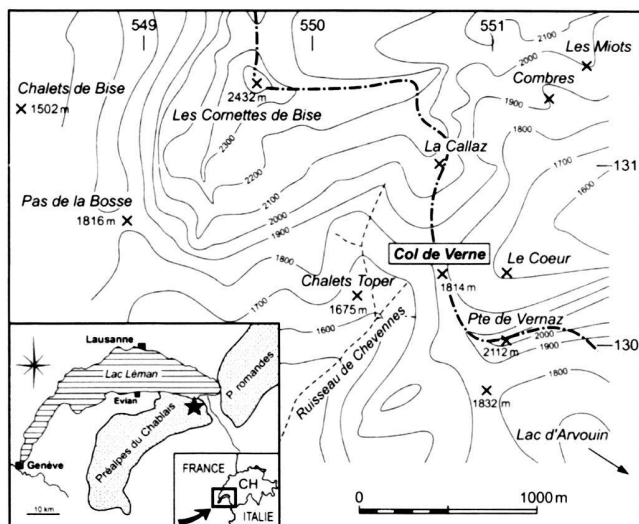 549 550 551
Les Miots
2100
2000
Combres
1900
Chalets de Bise
1502 m
2432 m
Les Cornettes de Bise
2300
1800
2200
La Callaz
1700
131
2100
1600
Pas de la Bosse
2000
1816 m
1900
1800
Col de Verne
Le Coeur
Chalets Toper
1814 m
1700
1675 m
Pte de Vernaz
1600
2000
130
2112 m
1900
Ruisseau de Chevennes
1800
1832 m
1700
Lac d'Arvouin
0 1000 m
Lausanne
Lac Léman
P. romandes
Evian
Préalpes du Chablais
Genève
FRANCE
CH
ITALIE
10 km